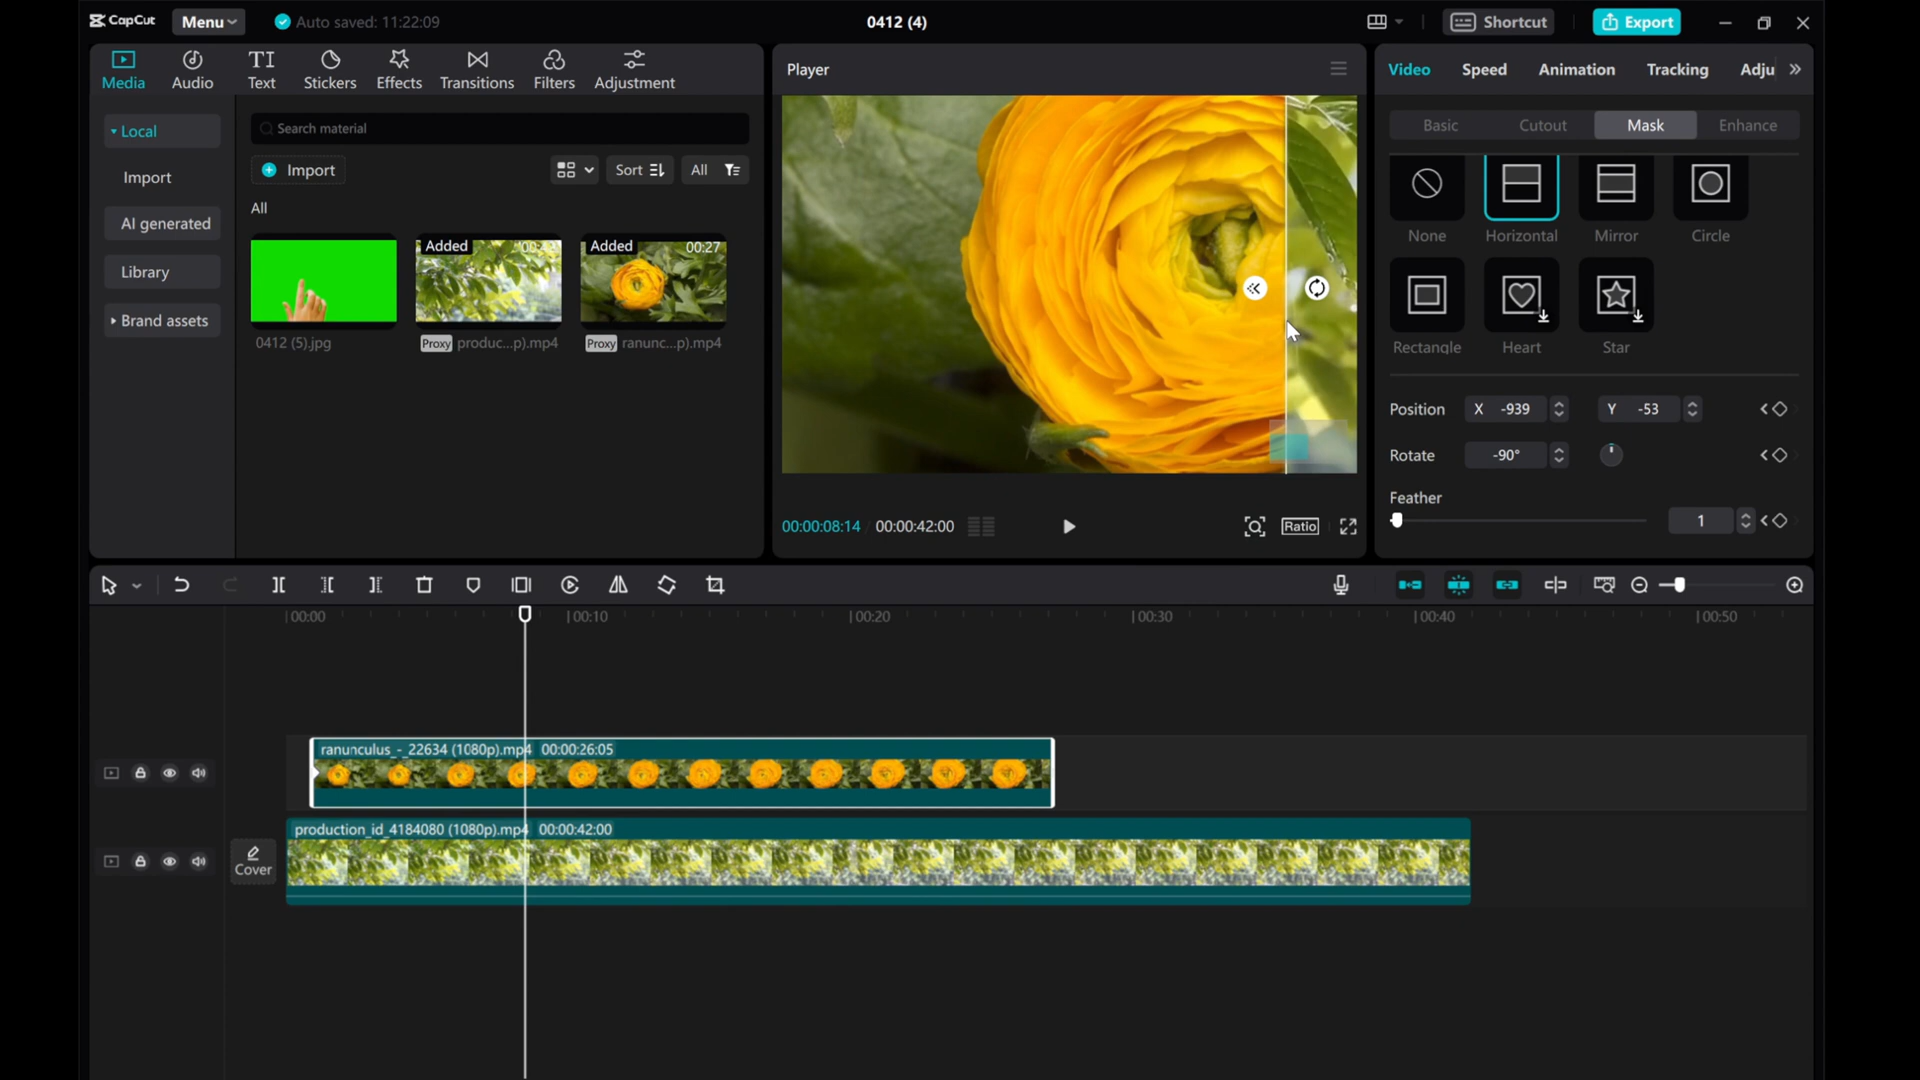 CapCut Menu Auto saved: 11:22:09 0412 (4) Shortcut Export
Media Audio Text Stickers Effects Transitions Filters Adjustment
Local
Import
AI generated
Library
Brand assets
Search material
Import Sort All
All
Added 00:27
Added
0412 (5).jpg Proxy produc...p).mp4 Proxy ranunc...p).mp4
Player
00:00:08:14 00:00:42:00 Ratio
Video Speed Animation Tracking Adju
Basic Cutout Mask Enhance
None Horizontal Mirror Circle
Rectangle Heart Star
Position X -939 Y -53
Rotate -90°
Feather
1
00:00 00:10 00:20 00:30 00:40 00:50
ranunculus_-_22634 (1080p).mp4 00:00:26:05
production_id_4184080 (1080p).mp4 00:00:42:00
Cover